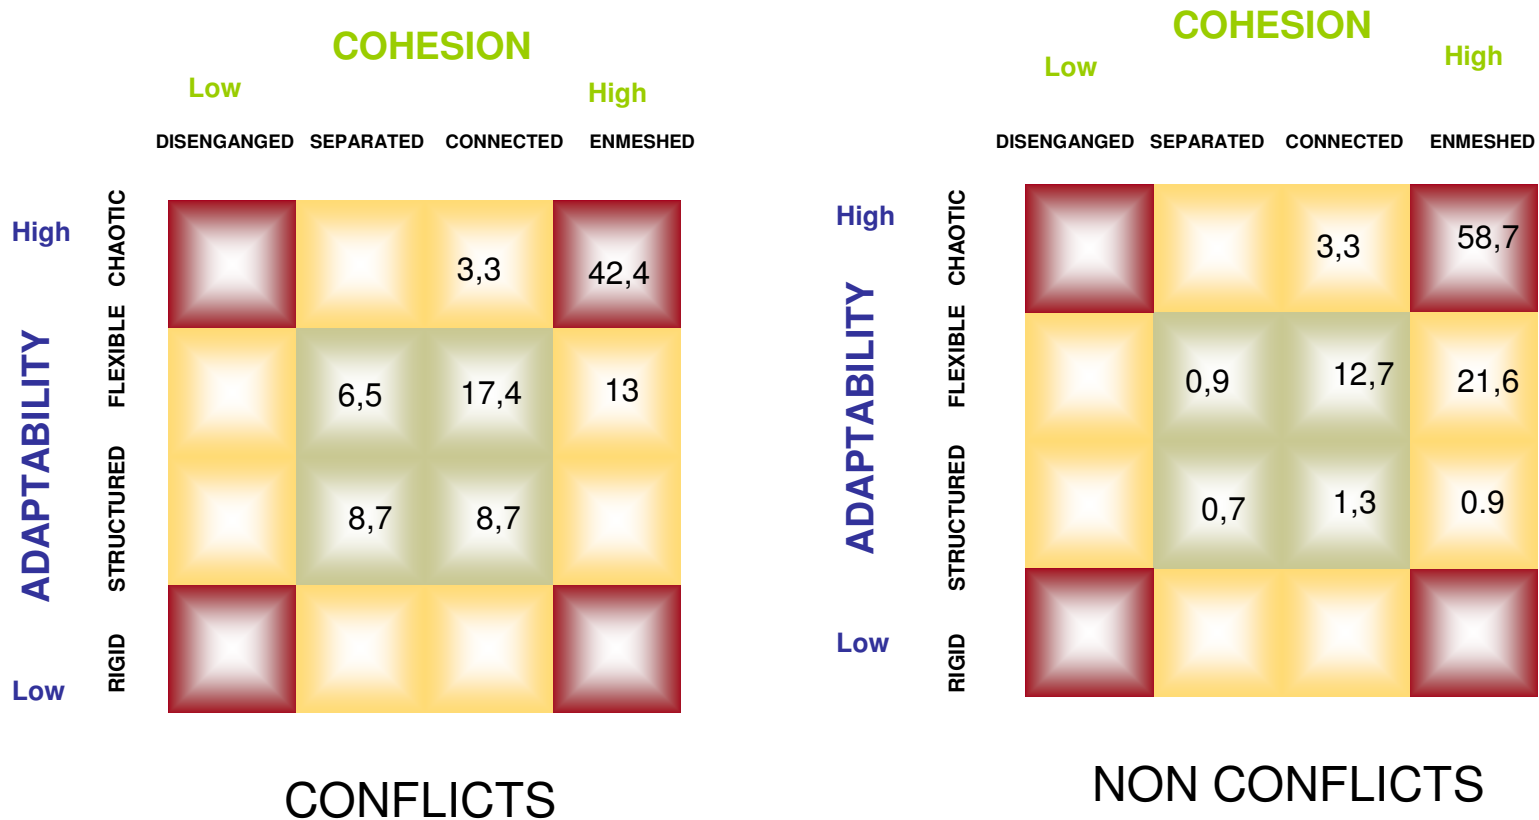 COHESION
Low
High
DISENGANGED SEPARATED CONNECTED ENMESHED
High
ADAPTABILITY
Low
CHAOTIC
FLEXIBLE
STRUCTURED
RIGID
3,3 42,4
6,5 17,4 13
8,7 8,7
CONFLICTS
COHESION
Low
High
DISENGANGED SEPARATED CONNECTED ENMESHED
High
ADAPTABILITY
Low
CHAOTIC
FLEXIBLE
STRUCTURED
RIGID
3,3 58,7
0,9 12,7 21,6
0,7 1,3 0.9
NON CONFLICTS